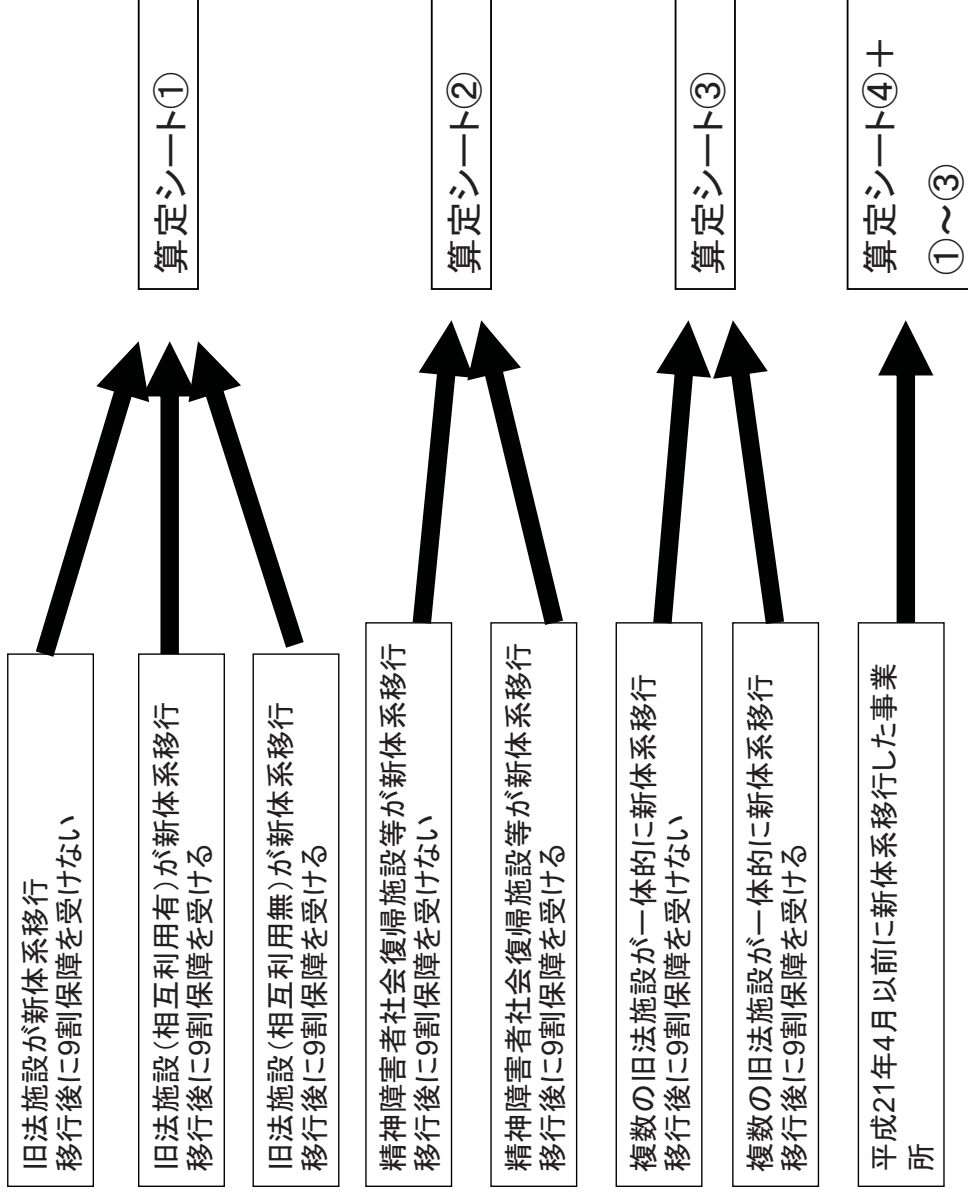 旧法施設が新体系移行
移行後に9割保障を受けない
旧法施設（相互利用有）が新体系移行
移行後に9割保障を受ける
旧法施設（相互利用無）が新体系移行
移行後に9割保障を受ける
算定シート①
精神障害者社会復帰施設等が新体系移行
移行後に9割保障を受けない
精神障害者社会復帰施設等が新体系移行
移行後に9割保障を受ける
算定シート②
複数の旧法施設が一体的に新体系移行
移行後に9割保障を受けない
複数の旧法施設が一体的に新体系移行
移行後に9割保障を受ける
算定シート③
平成21年4月以前に新体系移行した事業
所
算定シート④＋
①～③